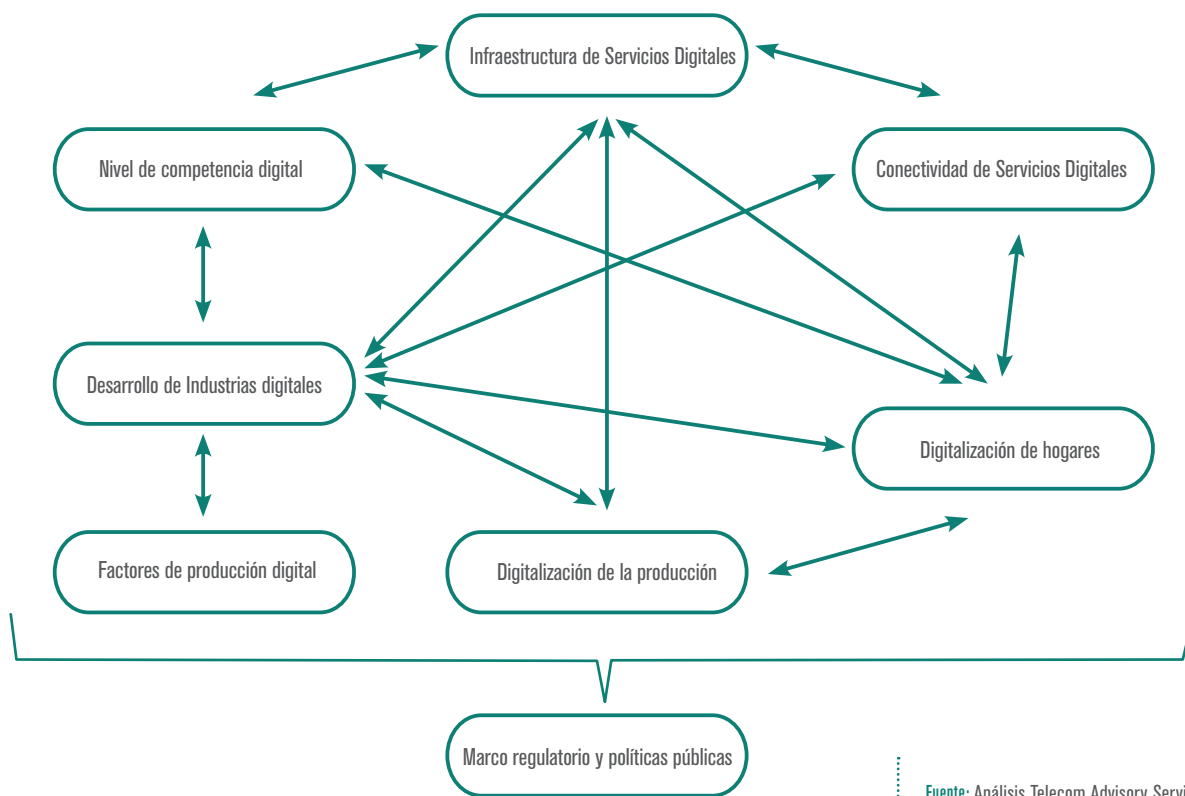 Infraestructura de Servicios Digitales
Nivel de competencia digital
Conectividad de Servicios Digitales
Desarrollo de Industrias digitales
Digitalización de hogares
Factores de producción digital
Digitalización de la producción
Marco regulatorio y políticas públicas
Fuente: Análisis Telecom Advisory